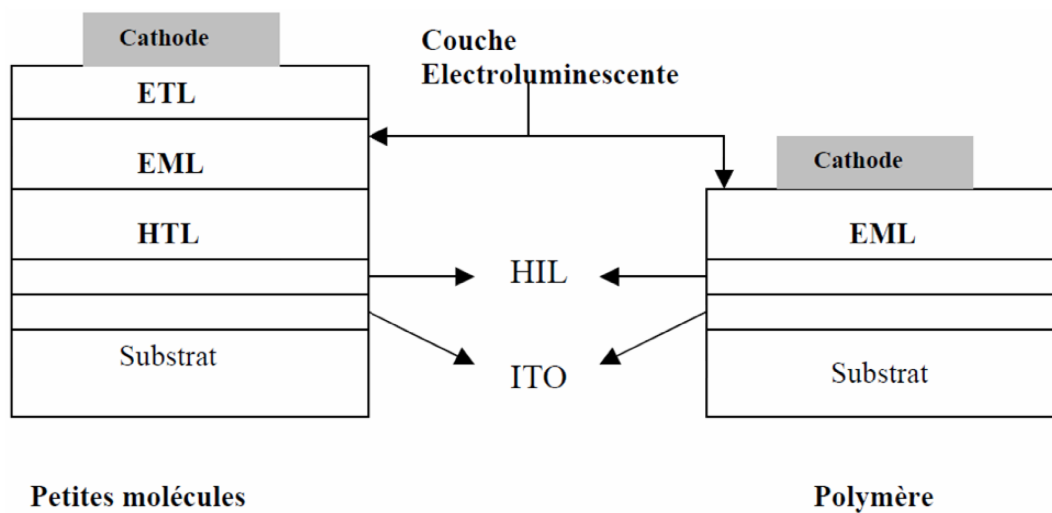 Cathode
ETL
EML
HTL
Substrat
Couche
Electroluminescente
HIL
ITO
Cathode
EML
Substrat
Petites molécules
Polymère